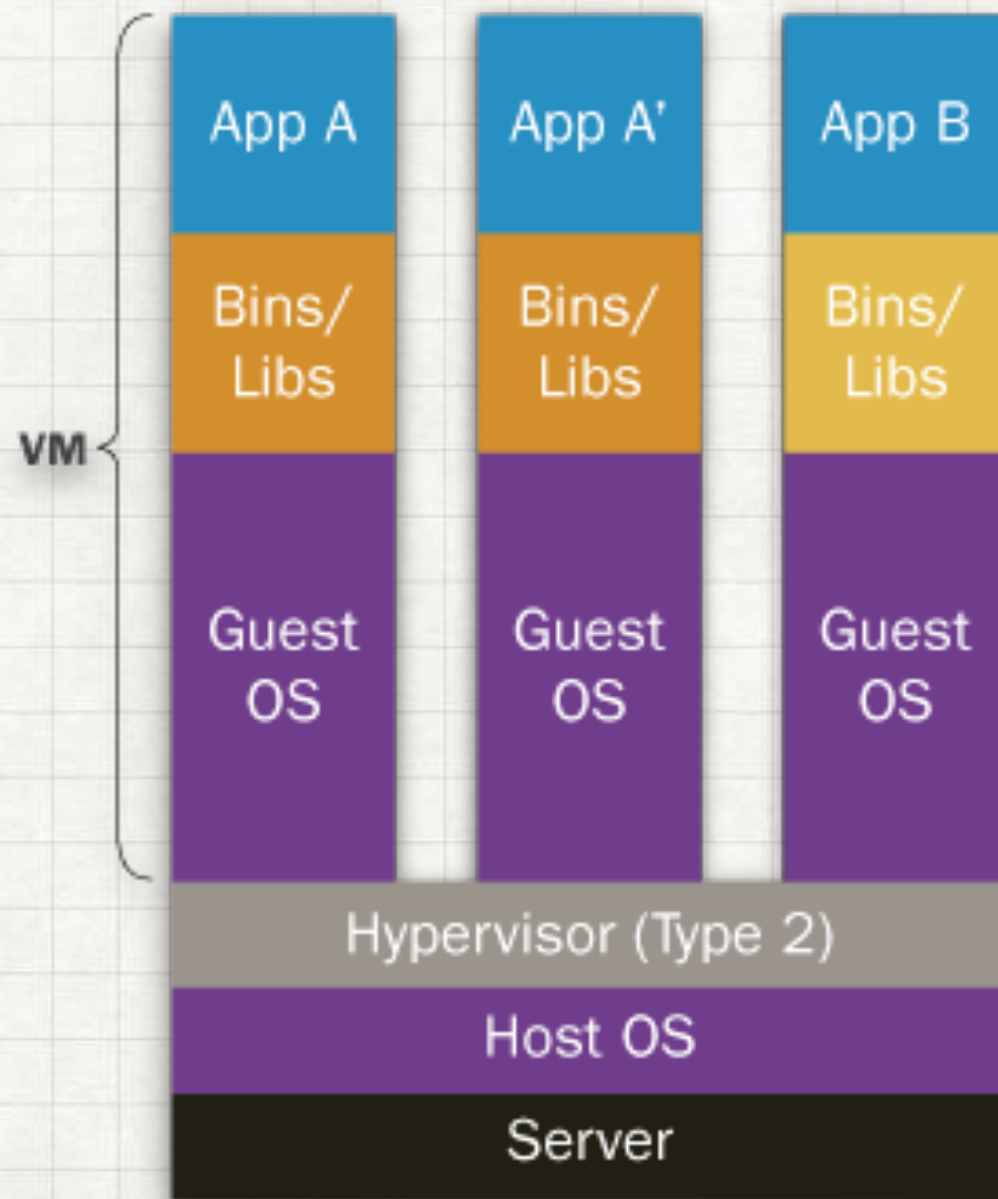 App A
App A'
App B
Bins/
Libs
Bins/
Libs
Bins/
Libs
VM
Guest
OS
Guest
OS
Guest
OS
Hypervisor (Type 2)
Host OS
Server